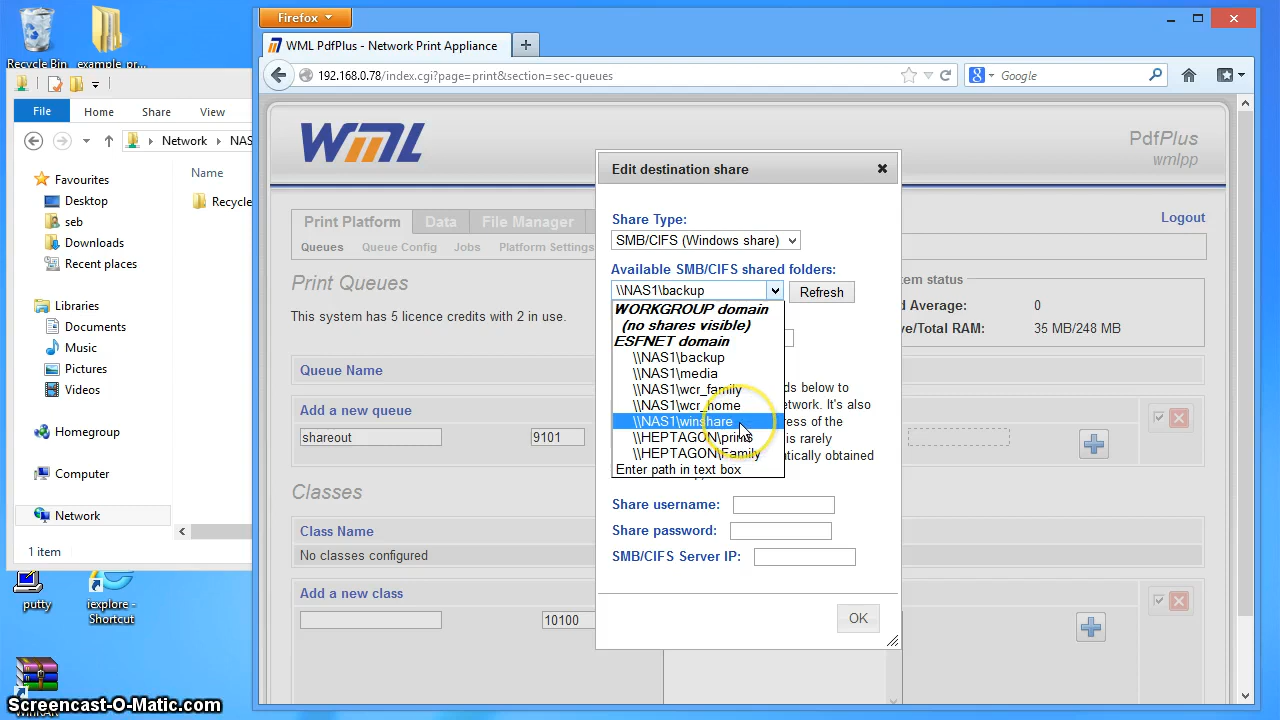 Recycle Bin
example_pr...
File
Home
Share
View
Network
NAS
Favourites
Desktop
seb
Downloads
Recent places
Libraries
Documents
Music
Pictures
Videos
Homegroup
Computer
Network
Name
Recycle
1 item
putty
iexplore -
Shortcut
Screencast-O-Matic.com
Firefox
WML PdfPlus - Network Print Appliance
192.168.0.78/index.cgi?page=print&section=sec-queues
Google
WML
PdfPlus
wmlpp
Print Platform
Data
File Manager
Logout
Queues
Queue Config
Jobs
Platform Settings
Print Queues
This system has 5 licence credits with 2 in use.
Queue Name
Add a new queue
shareout
9101
Classes
Class Name
No classes configured
Add a new class
10100
tem status
d Average: 0
ve/Total RAM: 35 MB/248 MB
Edit destination share
Share Type:
SMB/CIFS (Windows share)
Available SMB/CIFS shared folders:
\\NAS1\backup
Refresh
WORKGROUP domain
(no shares visible)
ESFNET domain
\\NAS1\backup
\\NAS1\media
\\NAS1\wcr_family
\\NAS1\wcr_home
\\NAS1\winshare
\\HEPTAGON\print$
\\HEPTAGON\Family
Enter path in text box
ds below to
etwork. It's also
ress of the
is rarely
atically obtained
Share username:
Share password:
SMB/CIFS Server IP:
OK